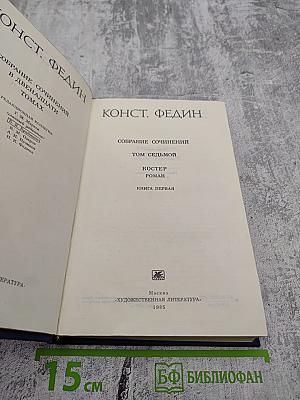 КОНСТ. ФЕДИН
СОБРАНИЕ СОЧИНЕНИЙ
В ДВЕНАДЦАТИ
ТОМАХ
КОНСТ. ФЕДИН
СОБРАНИЕ СОЧИНЕНИЙ
ТОМ СЕДЬМОЙ
КОСТЕР
РОМАН
КНИГА ПЕРВАЯ
Москва
«ХУДОЖЕСТВЕННАЯ ЛИТЕРАТУРА»
1985
15 см
БФ БИБЛИОФАН